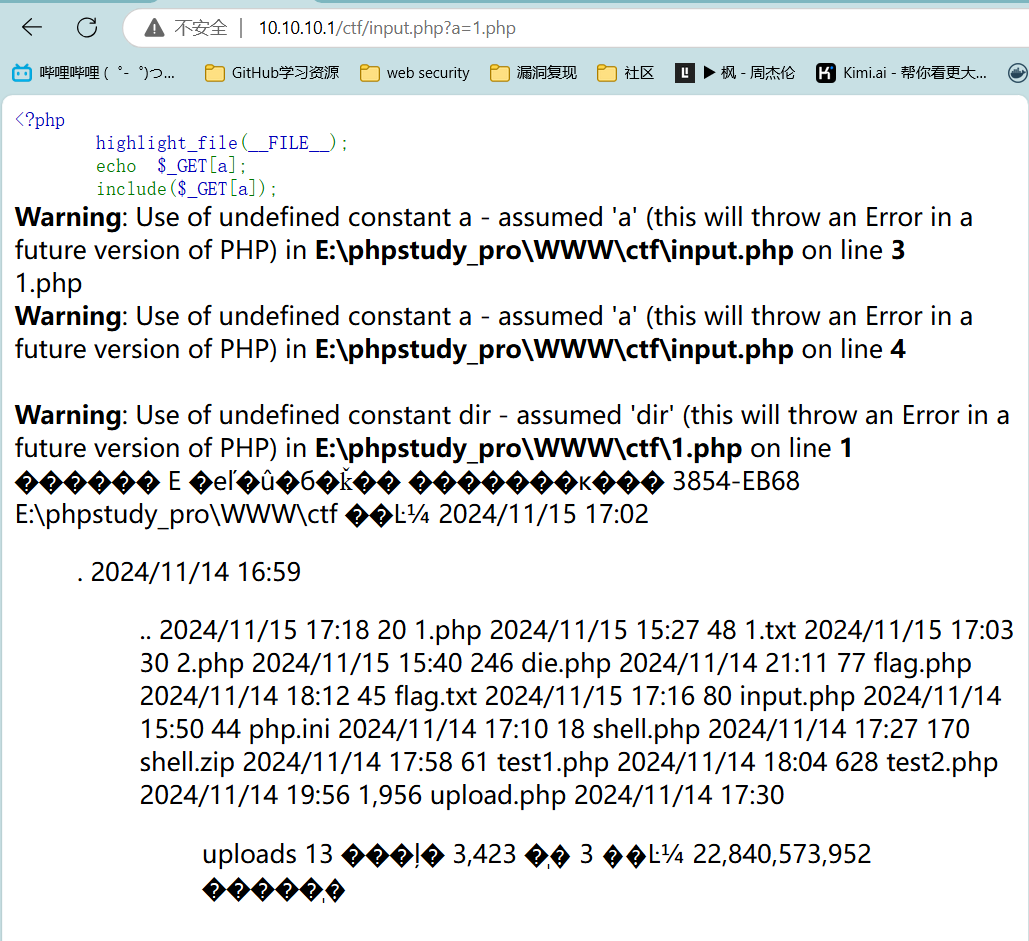 不安全 10.10.10.1/ctf/input.php?a=1.php
哔哩哔哩 ( ゜- ゜)つ... GitHub学习资源 web security 漏洞复现 社区 ▶ 枫 - 周杰伦 Kimi.ai - 帮你看更大...
<?php
highlight_file(__FILE__);
echo $_GET[a];
include($_GET[a]);
Warning: Use of undefined constant a - assumed 'a' (this will throw an Error in a
future version of PHP) in E:\phpstudy_pro\WWW\ctf\input.php on line 3
1.php
Warning: Use of undefined constant a - assumed 'a' (this will throw an Error in a
future version of PHP) in E:\phpstudy_pro\WWW\ctf\input.php on line 4
Warning: Use of undefined constant dir - assumed 'dir' (this will throw an Error in a
future version of PHP) in E:\phpstudy_pro\WWW\ctf\1.php on line 1
������ E �eľ�û�б�ǩ�� �������к��� 3854-EB68
E:\phpstudy_pro\WWW\ctf ��Ŀ¼ 2024/11/15 17:02
. 2024/11/14 16:59
.. 2024/11/15 17:18 20 1.php 2024/11/15 15:27 48 1.txt 2024/11/15 17:03
30 2.php 2024/11/15 15:40 246 die.php 2024/11/14 21:11 77 flag.php
2024/11/14 18:12 45 flag.txt 2024/11/15 17:16 80 input.php 2024/11/14
15:50 44 php.ini 2024/11/14 17:10 18 shell.php 2024/11/14 17:27 170
shell.zip 2024/11/14 17:58 61 test1.php 2024/11/14 18:04 628 test2.php
2024/11/14 19:56 1,956 upload.php 2024/11/14 17:30
uploads 13 ���ļ� 3,423 �ֽ� 3 ��Ŀ¼ 22,840,573,952
�����ֽ�